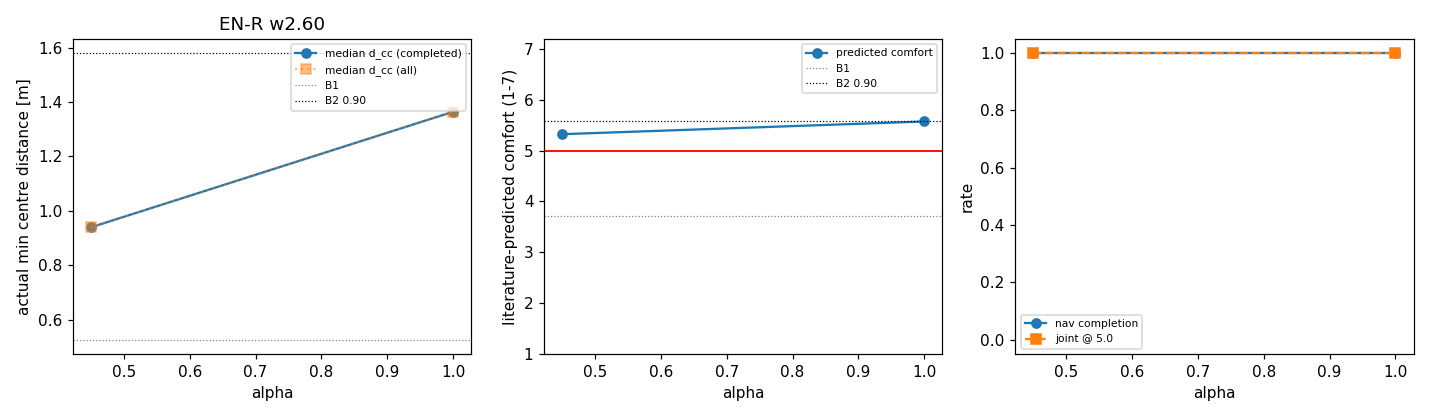 EN-R w2.60
actual min centre distance [m]
1.6
1.4
1.2
1.0
0.8
0.6
median d_cc (completed)
median d_cc (all)
B1
B2 0.90
0.5
0.6
0.7
0.8
0.9
1.0
alpha
literature-predicted comfort (1-7)
7
6
5
4
3
2
1
predicted comfort
B1
B2 0.90
0.5
0.6
0.7
0.8
0.9
1.0
alpha
rate
1.0
0.8
0.6
0.4
0.2
0.0
nav completion
joint @ 5.0
0.5
0.6
0.7
0.8
0.9
1.0
alpha